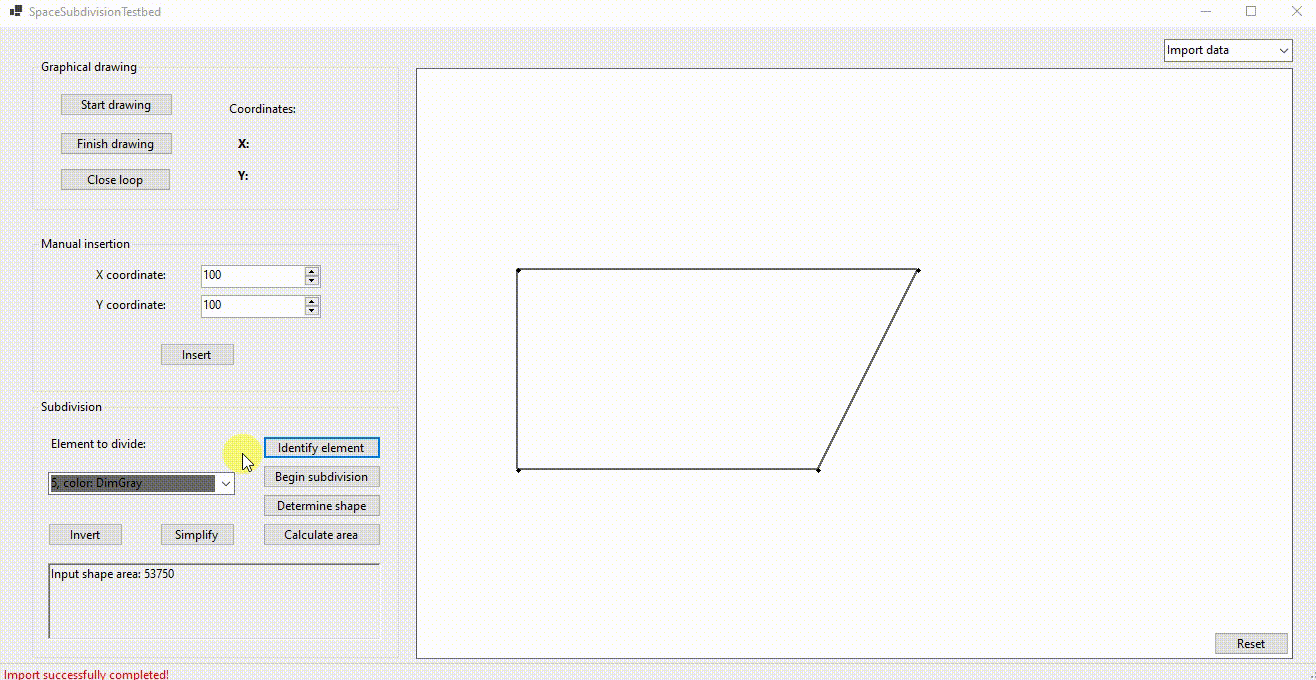 SpaceSubdivisionTestbed
Import data
Graphical drawing
Start drawing
Coordinates:
Finish drawing
X:
Close loop
Y:
Manual insertion
X coordinate:
100
Y coordinate:
100
Insert
Subdivision
Element to divide:
Identify element
Begin subdivision
5, color: DimGray
Determine shape
Invert
Simplify
Calculate area
Input shape area: 53750
Reset
Import successfully completed!